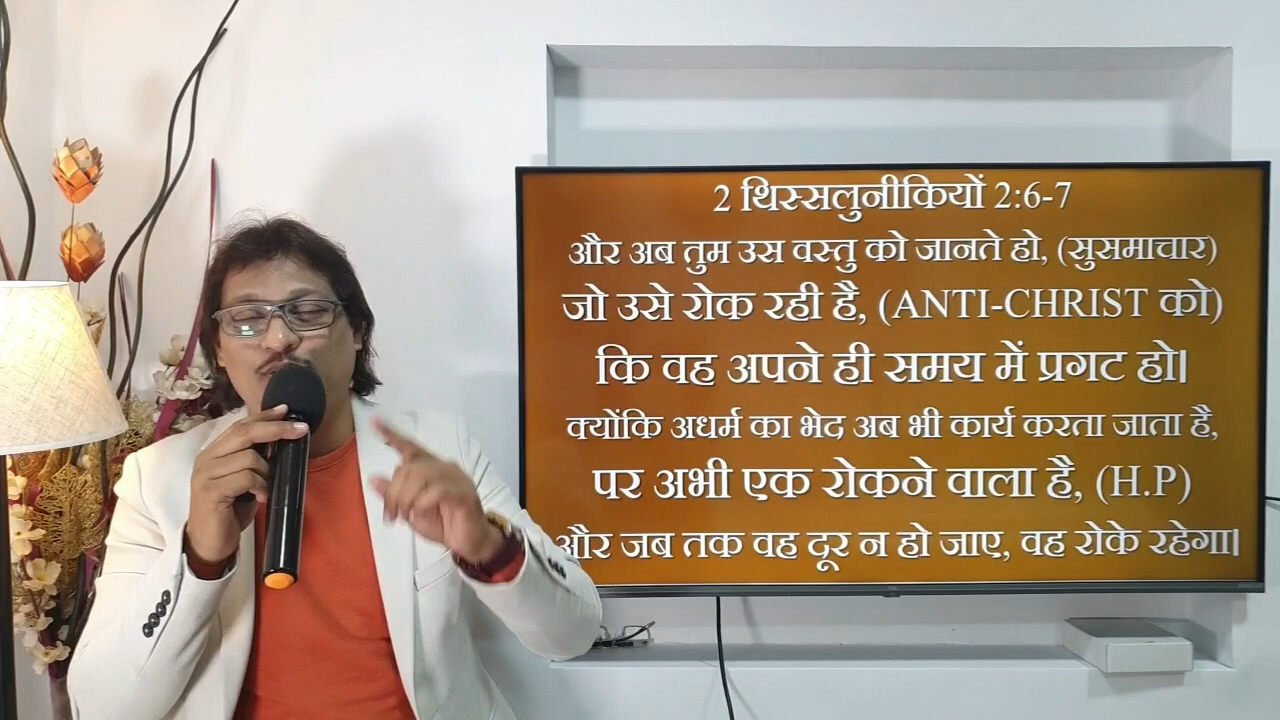 2 थिस्सलुनीकियों 2:6-7
और अब तुम उस वस्तु को जानते हो, (सुसमाचार)
जो उसे रोक रही है, (ANTI-CHRIST को)
कि वह अपने ही समय में प्रगट हो|
क्योंकि अधर्म का भेद अब भी कार्य करता जाता है,
पर अभी एक रोकने वाला है, (H.P)
और जब तक वह दूर न हो जाए, वह रोके रहेगा|